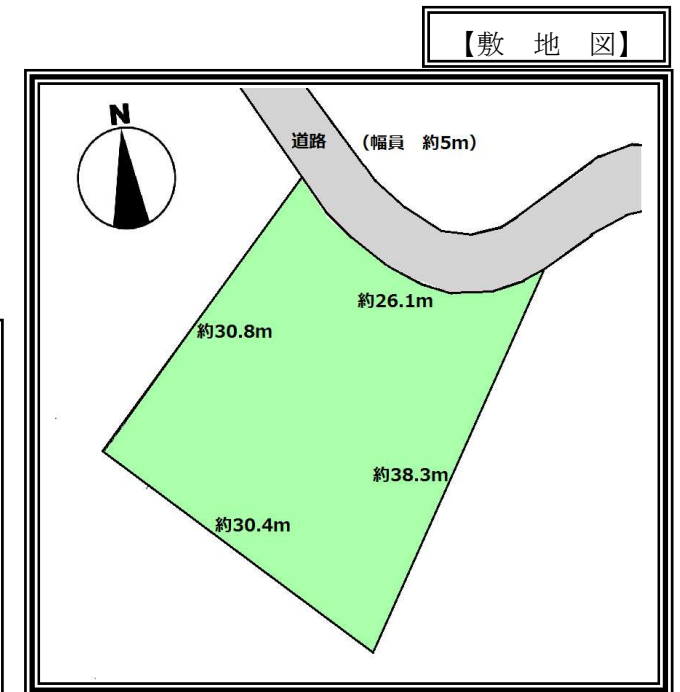 【敷　地　図】
N
道路　（幅員　約5m）
約26.1m
約30.8m
約38.3m
約30.4m